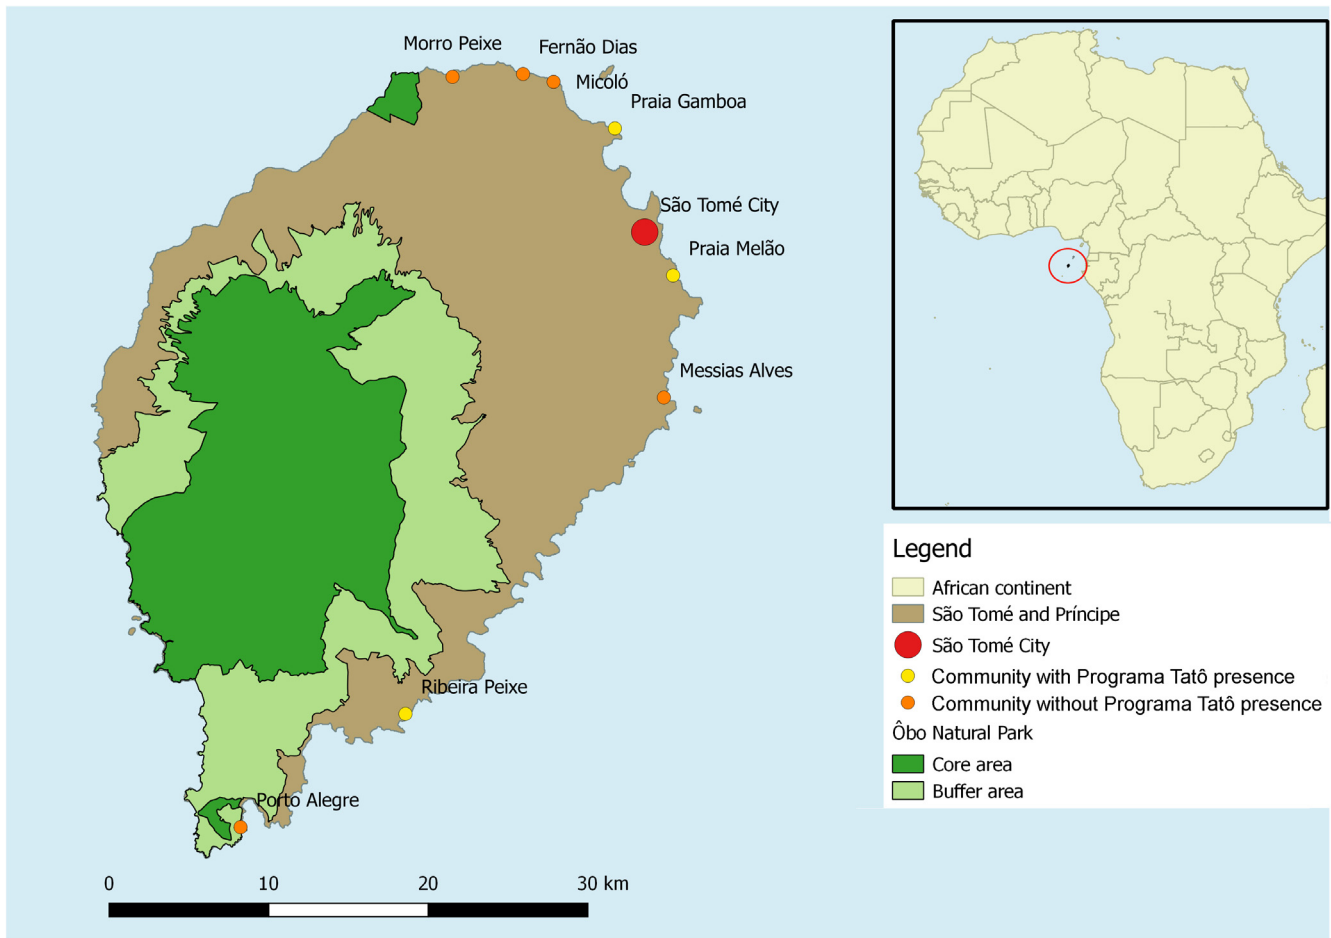 Morro Peixe
Fernão Dias
Micoló
Praia Gamboa
São Tomé City
Praia Melão
Messias Alves
Ribeira Peixe
Porto Alegre
0 10 20 30 km
Legend
African continent
São Tomé and Príncipe
São Tomé City
Community with Programa Tatô presence
Community without Programa Tatô presence
Ôbo Natural Park
Core area
Buffer area